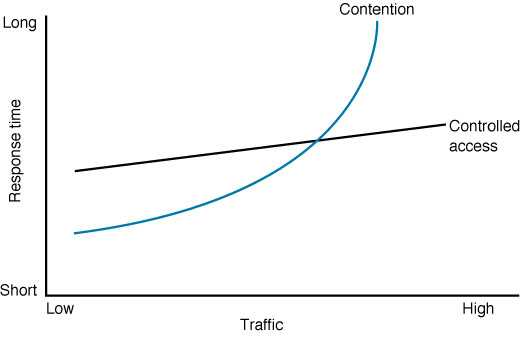 Contention
Long
Controlled
access
Response time
Short
Low
High
Traffic